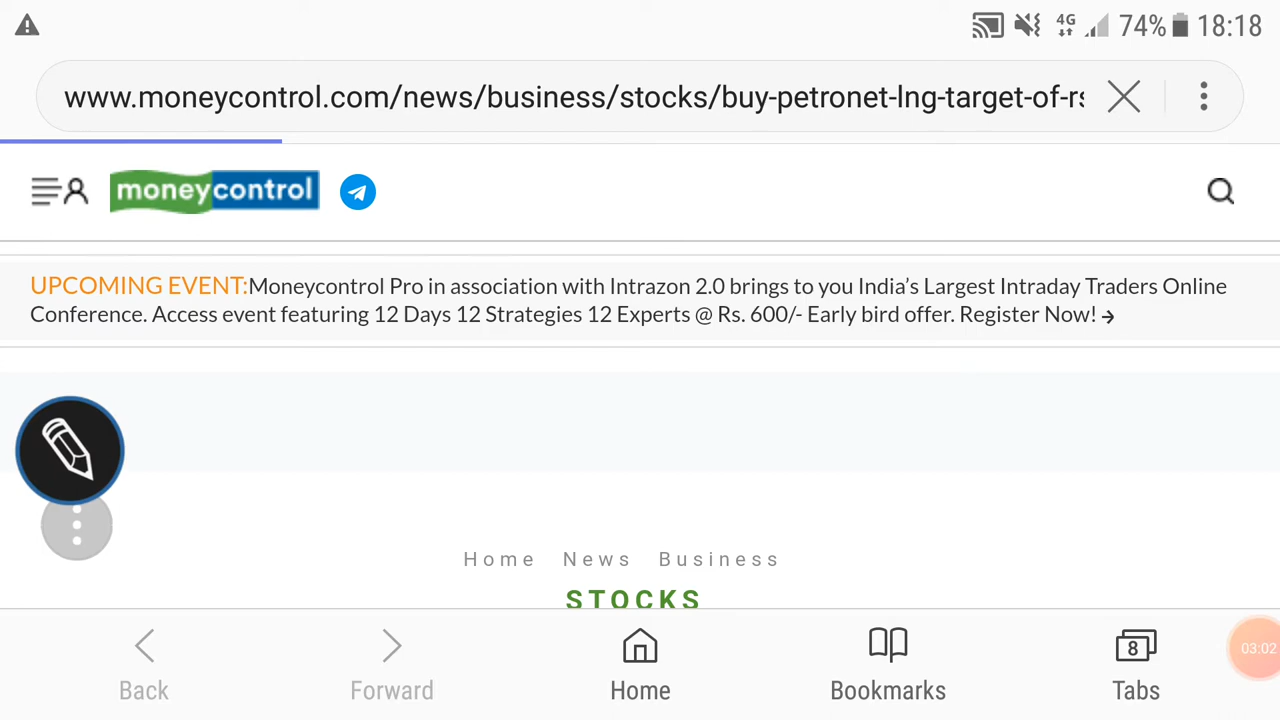 4G 74% 18:18
www.moneycontrol.com/news/business/stocks/buy-petronet-lng-target-of-rs
moneycontrol
UPCOMING EVENT:Moneycontrol Pro in association with Intrazon 2.0 brings to you India’s Largest Intraday Traders Online
Conference. Access event featuring 12 Days 12 Strategies 12 Experts @ Rs. 600/- Early bird offer. Register Now! →
Home News Business
STOCKS
8
03:02
Back Forward Home Bookmarks Tabs